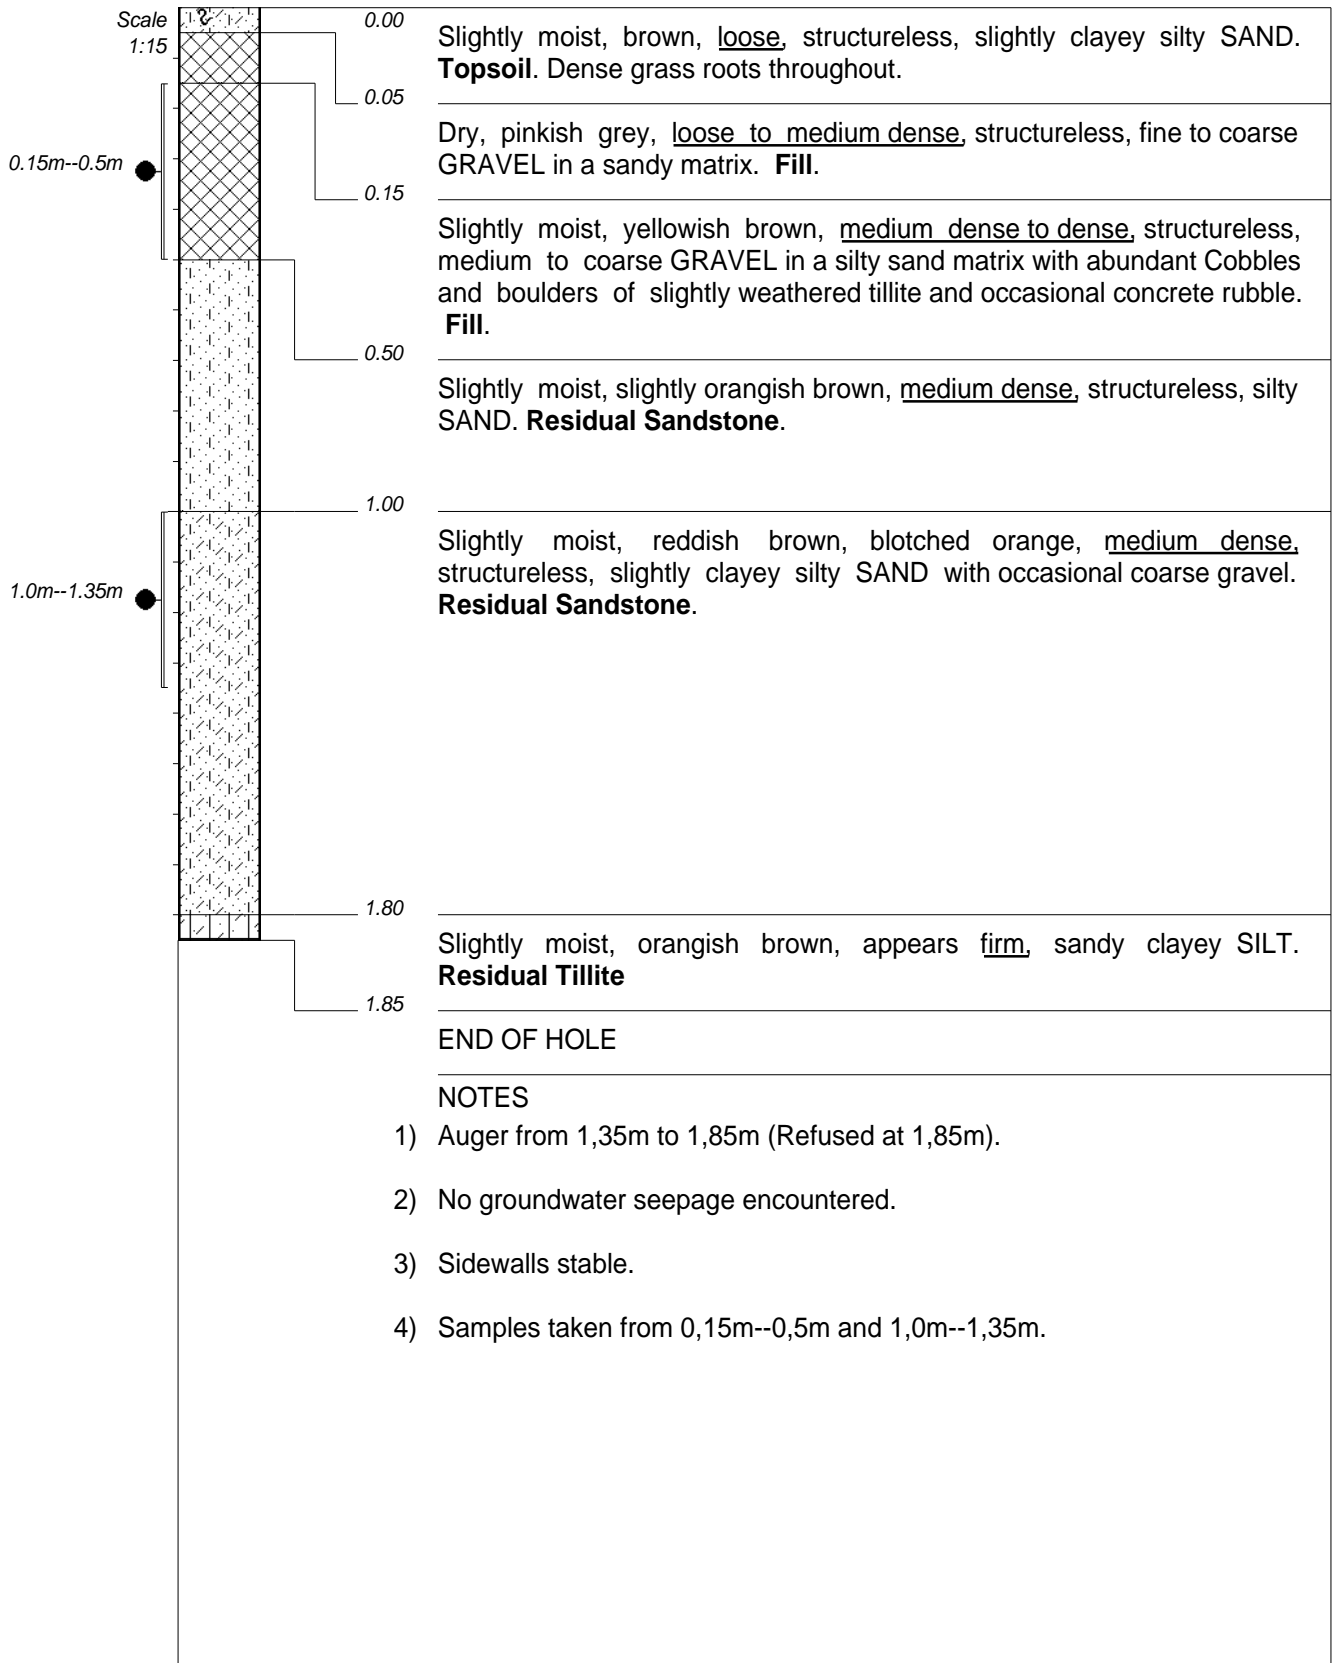 Scale
1:15
0.00
Slightly moist, brown, loose, structureless, slightly clayey silty SAND.
Topsoil. Dense grass roots throughout.
0.05
Dry, pinkish grey, loose to medium dense, structureless, fine to coarse
GRAVEL in a sandy matrix. Fill.
0.15m--0.5m
0.15
Slightly moist, yellowish brown, medium dense to dense, structureless,
medium to coarse GRAVEL in a silty sand matrix with abundant Cobbles
and boulders of slightly weathered tillite and occasional concrete rubble.
Fill.
0.50
Slightly moist, slightly orangish brown, medium dense, structureless, silty
SAND. Residual Sandstone.
1.00
Slightly moist, reddish brown, blotched orange, medium dense,
structureless, slightly clayey silty SAND with occasional coarse gravel.
Residual Sandstone.
1.0m--1.35m
1.80
Slightly moist, orangish brown, appears firm, sandy clayey SILT.
Residual Tillite
1.85
END OF HOLE
NOTES
1) Auger from 1,35m to 1,85m (Refused at 1,85m).
2) No groundwater seepage encountered.
3) Sidewalls stable.
4) Samples taken from 0,15m--0,5m and 1,0m--1,35m.